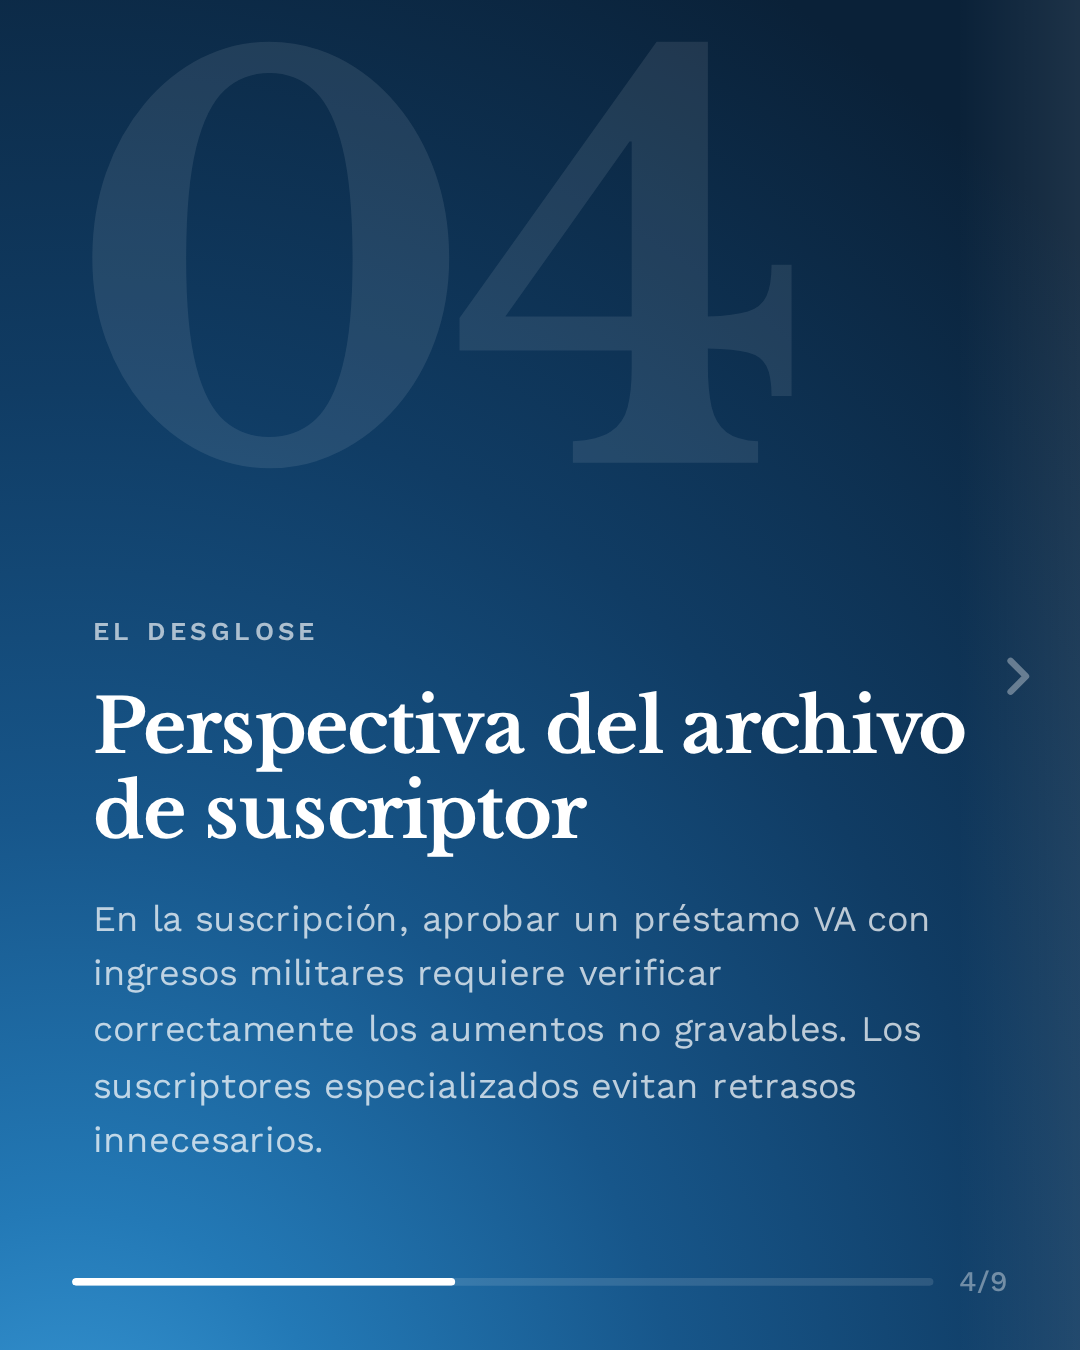 04
EL DESGLOSE
Perspectiva del archivo
de suscriptor
En la suscripción, aprobar un préstamo VA con
ingresos militares requiere verificar
correctamente los aumentos no gravables. Los
suscriptores especializados evitan retrasos
innecesarios.
4/9